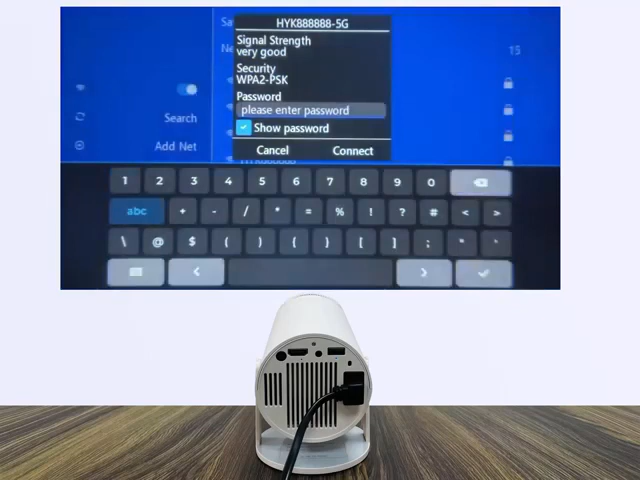 HYK888888-5G
Signal Strength
very good
Security
WPA2-PSK
Password
please enter password
Show password
Cancel Connect
15
Search
Add Net
1 2 3 4 5 6 7 8 9 0
abc + - / * = % ! ? # < >
\ @ $ ( ) { } [ ] ; " '